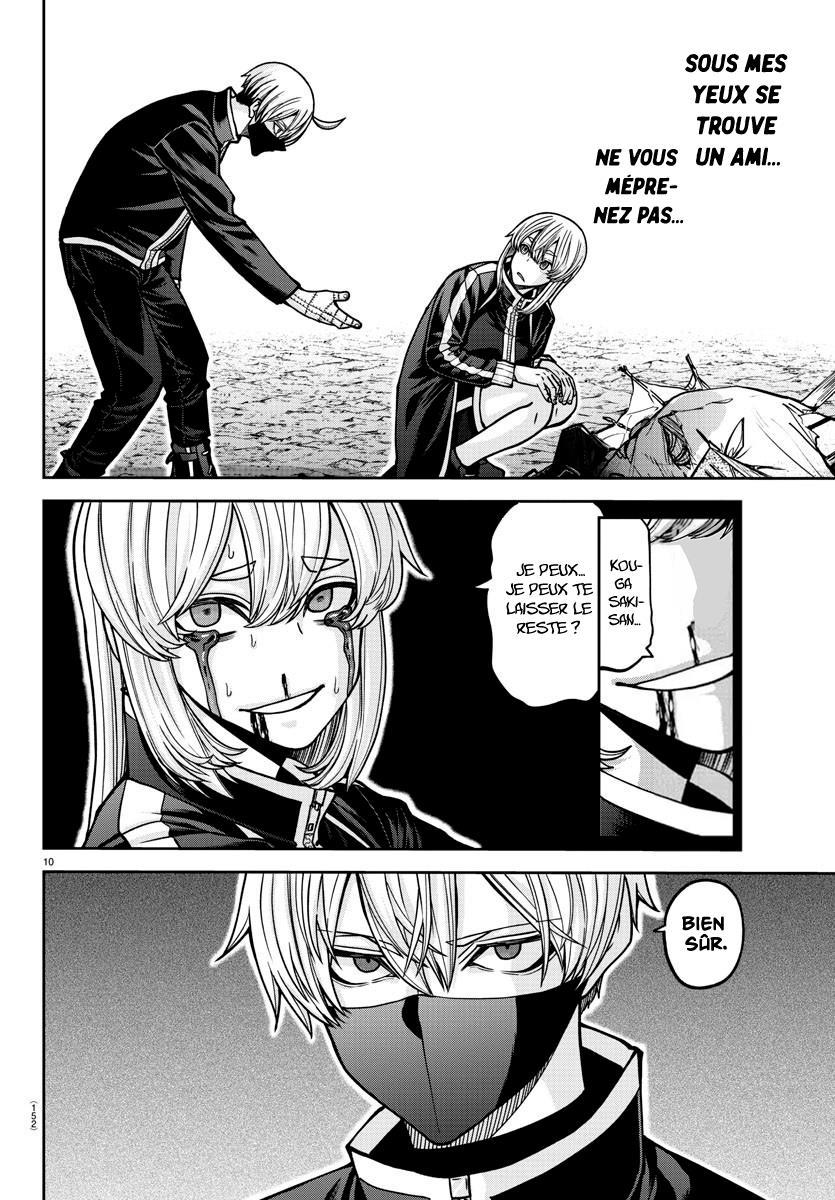 SOUS MES
YEUX SE
TROUVE
UN AMI...
NE VOUS
MÉPRE-
NEZ PAS...
KOU-
GA
SAKI-
SAN...
JE PEUX...
JE PEUX TE
LAISSER LE
RESTE ?
10
BIEN
SÛR.
(152)